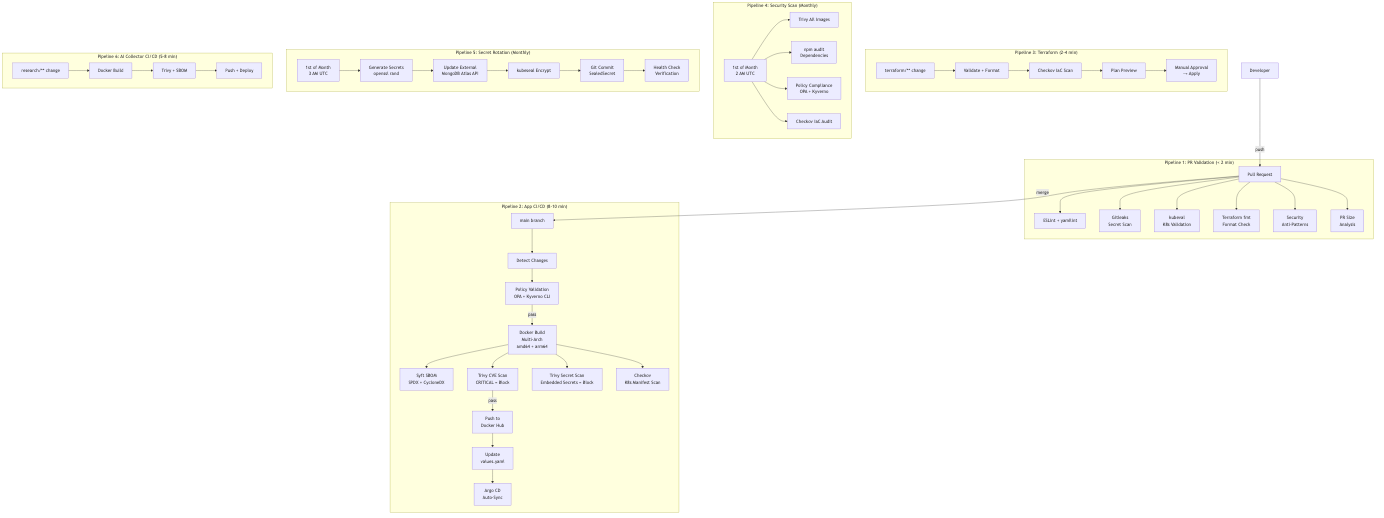 Pipeline 6: AI Collector CI/CD (5-8 min)
research/** change
Docker Build
Trivy + SBOM
Push + Deploy
Pipeline 5: Secret Rotation (Monthly)
1st of Month
3 AM UTC
Generate Secrets
openssl rand
Update External
MongoDB Atlas API
kubeseal Encrypt
Git Commit
SealedSecret
Health Check
Verification
Pipeline 4: Security Scan (Monthly)
1st of Month
2 AM UTC
Trivy All Images
npm audit
Dependencies
Policy Compliance
OPA + Kyverno
Checkov IaC Audit
Pipeline 3: Terraform (2-4 min)
terraform/** change
Validate + Format
Checkov IaC Scan
Plan Preview
Manual Approval
→ Apply
Developer
push
Pipeline 1: PR Validation (< 2 min)
Pull Request
ESLint + yamllint
Gitleaks
Secret Scan
kubeval
K8s Validation
Terraform fmt
Format Check
Security
Anti-Patterns
PR Size
Analysis
merge
Pipeline 2: App CI/CD (8-10 min)
main branch
Detect Changes
Policy Validation
OPA + Kyverno CLI
pass
Docker Build
Multi-arch
amd64 + arm64
Syft SBOM
SPDX + CycloneDX
Trivy CVE Scan
CRITICAL = Block
Trivy Secret Scan
Embedded Secrets = Block
Checkov
K8s Manifest Scan
pass
Push to
Docker Hub
Update
values.yaml
Argo CD
Auto-Sync